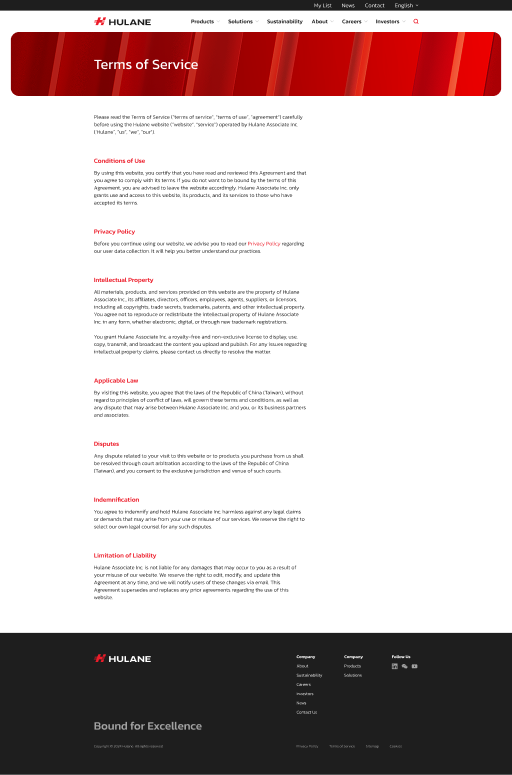 My List News Contact English
HULANE Products Solutions Sustainability About Careers Investors
Terms of Service
Please read the Terms of Service ("terms of service", "terms of use", "agreement") carefully
before using the Hulane website ("website", "service") operated by Hulane Associate Inc
("Hulane", "us", "we", "our").
Conditions of Use
By using this website, you certify that you have read and reviewed this Agreement and that
you agree to comply with its terms. If you do not want to be bound by the terms of this
Agreement, you are advised to leave the website accordingly. Hulane Associate Inc. only
grants use and access to this website, its products, and its services to those who have
accepted its terms.
Privacy Policy
Before you continue using our website, we advise you to read our Privacy Policy regarding
our user data collection. It will help you better understand our practices.
Intellectual Property
All materials, products, and services provided on this website are the property of Hulane
Associate Inc., its affiliates, directors, officers, employees, agents, suppliers, or licensors,
including all copyrights, trade secrets, trademarks, patents, and other intellectual property.
You agree not to reproduce or redistribute the intellectual property of Hulane Associate
Inc. in any form, whether electronic, digital, or through new trademark registrations.
You grant Hulane Associate Inc. a royalty-free and non-exclusive license to display, use,
copy, transmit, and broadcast the content you upload and publish. For any issues regarding
intellectual property claims, please contact us directly to resolve the matter.
Applicable Law
By visiting this website, you agree that the laws of the Republic of China (Taiwan), without
regard to principles of conflict of laws, will govern these terms and conditions, as well as
any dispute that may arise between Hulane Associate Inc. and you, or its business partners
and associates.
Disputes
Any dispute related to your visit to this website or to products you purchase from us shall
be resolved through court arbitration according to the laws of the Republic of China
(Taiwan), and you consent to the exclusive jurisdiction and venue of such courts.
Indemnification
You agree to indemnify and hold Hulane Associate Inc. harmless against any legal claims
or demands that may arise from your use or misuse of our services. We reserve the right to
select our own legal counsel for any such disputes.
Limitation of Liability
Hulane Associate Inc. is not liable for any damages that may occur to you as a result of
your misuse of our website. We reserve the right to edit, modify, and update this
Agreement at any time, and we will notify users of these changes via email. This
Agreement supersedes and replaces any prior agreements regarding the use of this
website.
HULANE
Company Company Follow Us
About Products
Sustainability Solutions
Careers
Investors
News
Contact Us
Bound for Excellence
Privacy Policy Terms of Service Sitemap Careers